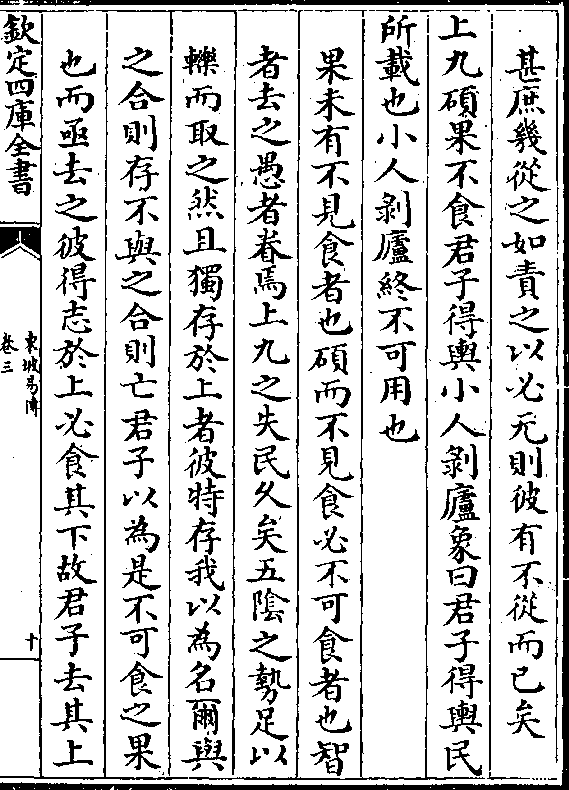 甚庶幾從之如責之以必无則彼有不從而已矣
上九碩果不食君子得輿小人剝廬象曰君子得輿民
所載也小人剝廬終不可用也
果未有不見食者也碩而不見食必不可食者也智
者去之愚者眷焉上九之失民久矣五陰之勢足以
轢而取之然且獨存於上者彼特存我以為名爾與
之合則存不與之合則亡君子以為是不可食之果
也而亟去之彼得志於上必食其下故君子去其上
欽定四庫全書
東坡易傳
卷三
十